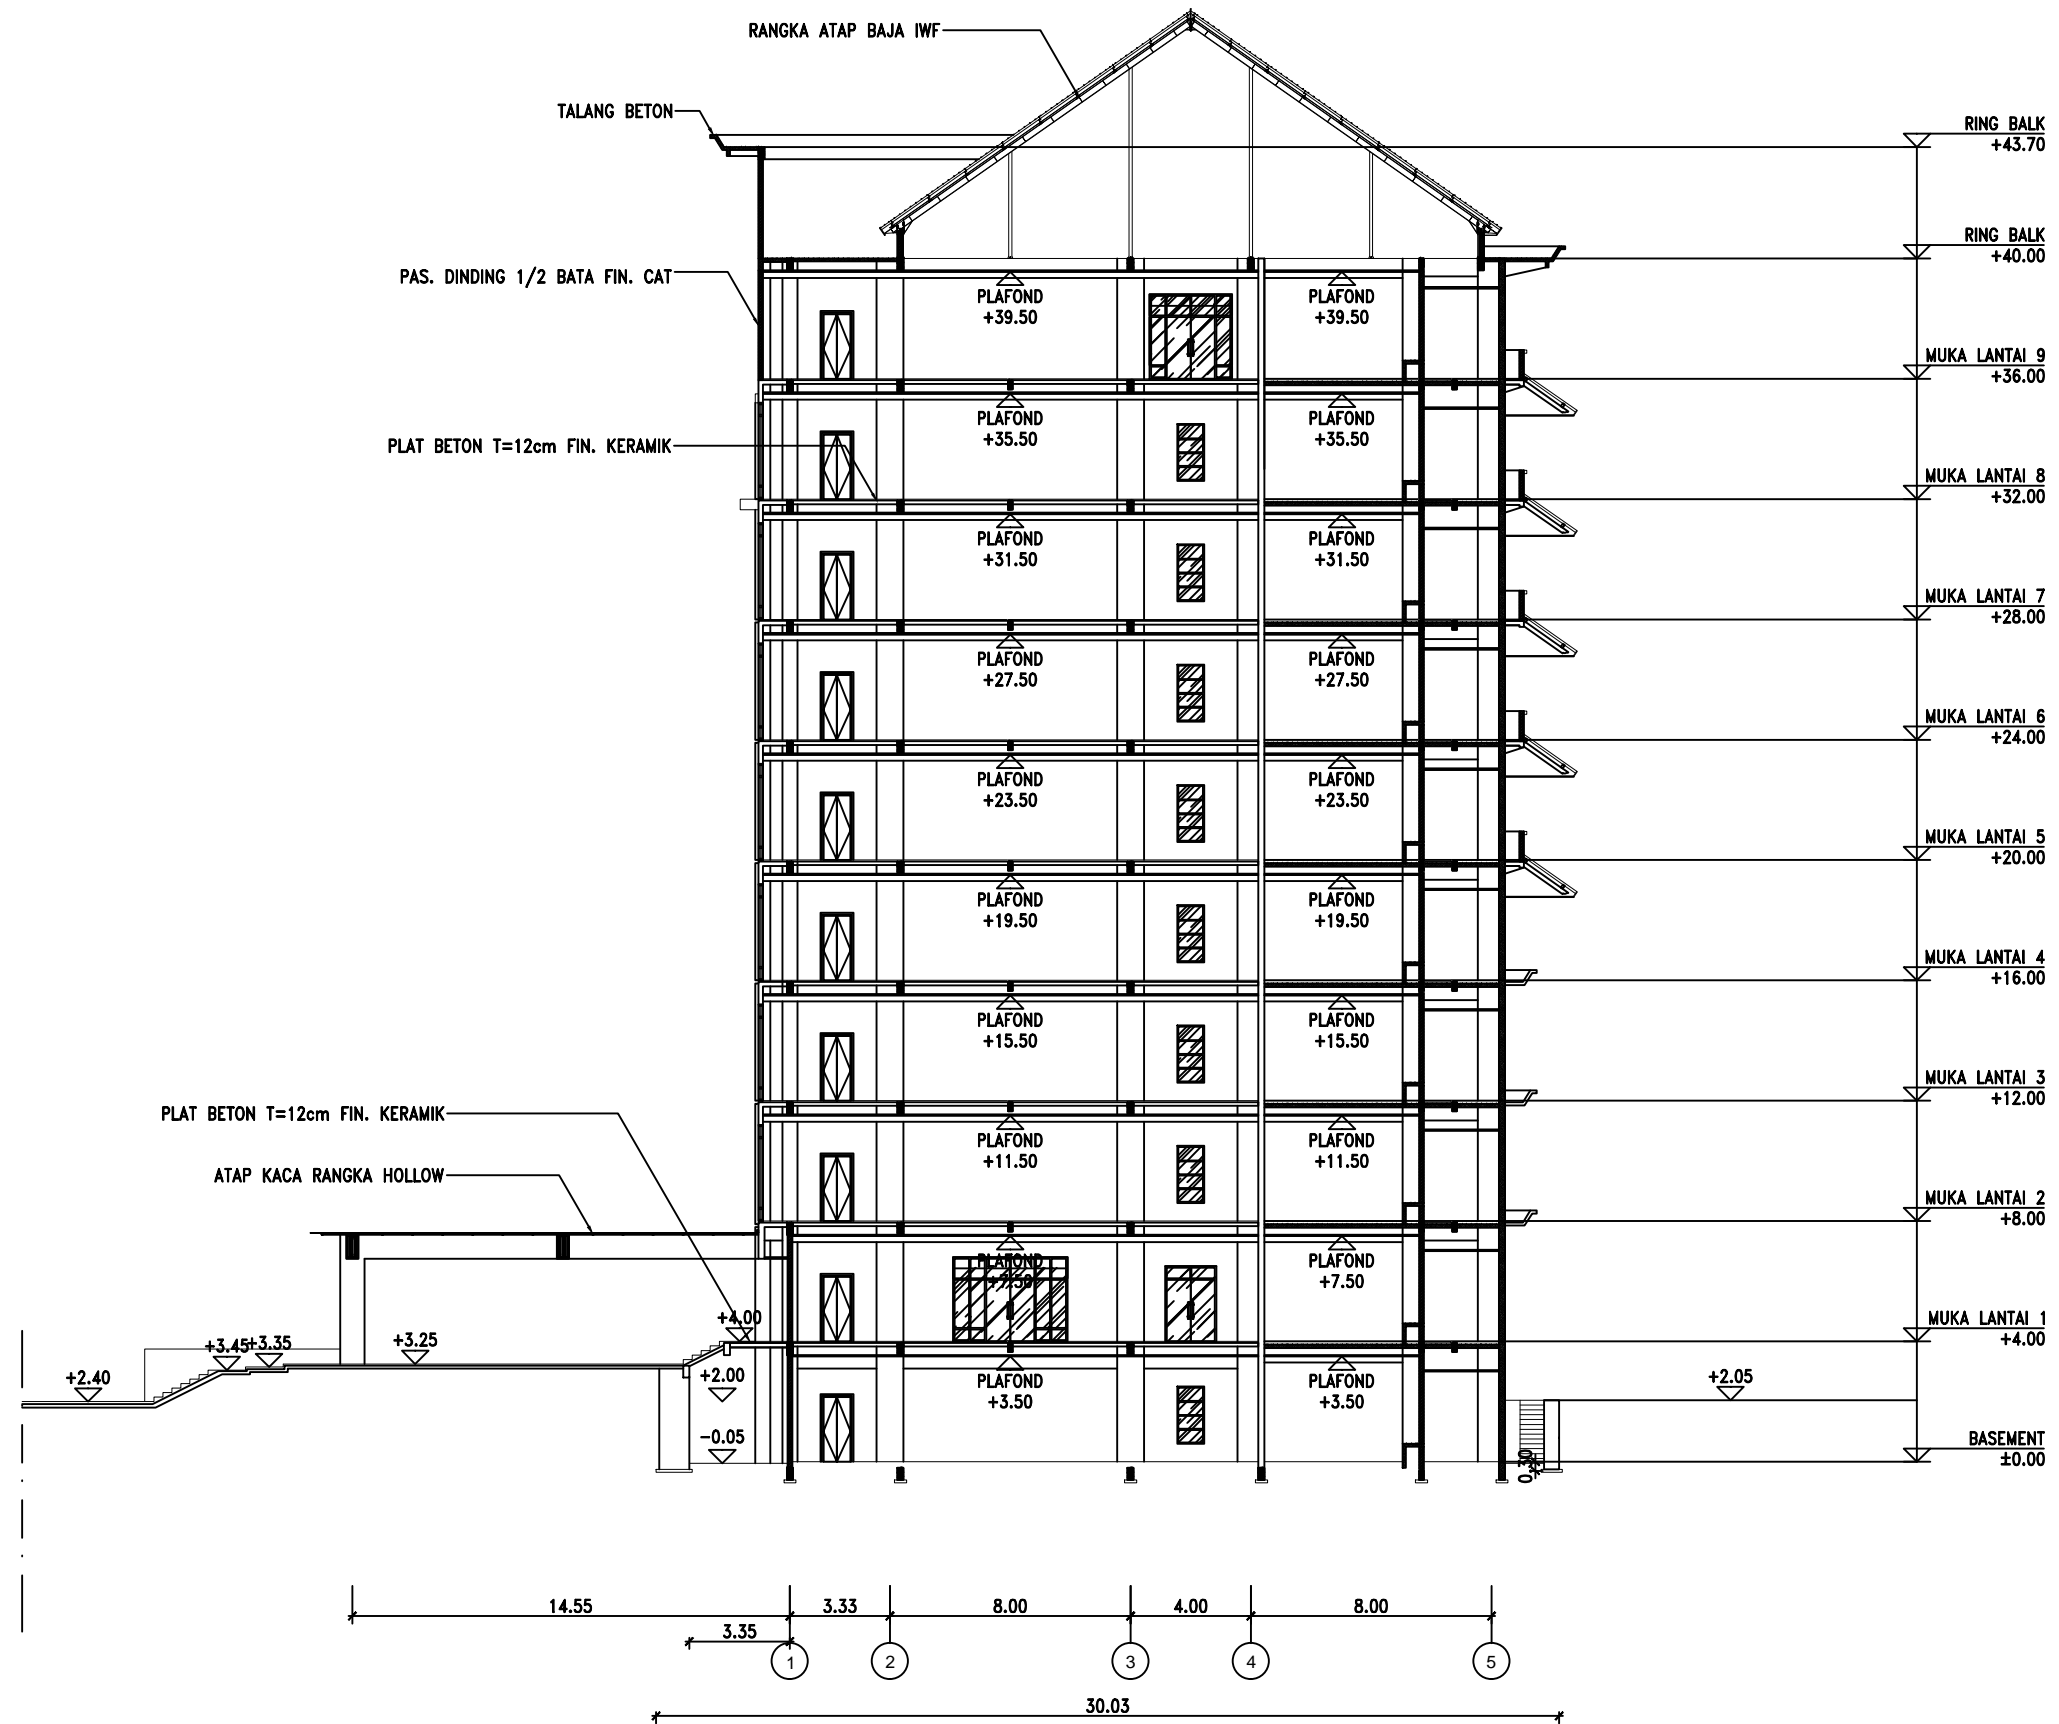 RANGKA ATAP BAJA IWF
TALANG BETON
RING BALK
+43.70
RING BALK
+40.00
PAS. DINDING 1/2 BATA FIN. CAT
PLAFOND
+39.50
PLAFOND
+39.50
MUKA LANTAI 9
+36.00
PLAFOND
+35.50
PLAFOND
+35.50
PLAT BETON T=12cm FIN. KERAMIK
MUKA LANTAI 8
+32.00
PLAFOND
+31.50
PLAFOND
+31.50
MUKA LANTAI 7
+28.00
PLAFOND
+27.50
PLAFOND
+27.50
MUKA LANTAI 6
+24.00
PLAFOND
+23.50
PLAFOND
+23.50
MUKA LANTAI 5
+20.00
PLAFOND
+19.50
PLAFOND
+19.50
MUKA LANTAI 4
+16.00
PLAFOND
+15.50
PLAFOND
+15.50
MUKA LANTAI 3
+12.00
PLAT BETON T=12cm FIN. KERAMIK
PLAFOND
+11.50
PLAFOND
+11.50
ATAP KACA RANGKA HOLLOW
MUKA LANTAI 2
+8.00
PLAFOND
+7.50
PLAFOND
+7.50
MUKA LANTAI 1
+4.00
+4.00
+3.45
+3.35
+3.25
+2.40
+2.00
PLAFOND
+3.50
PLAFOND
+3.50
+2.05
-0.05
BASEMENT
±0.00
0.30
14.55
3.33
8.00
4.00
8.00
3.35
1
2
3
4
5
30.03